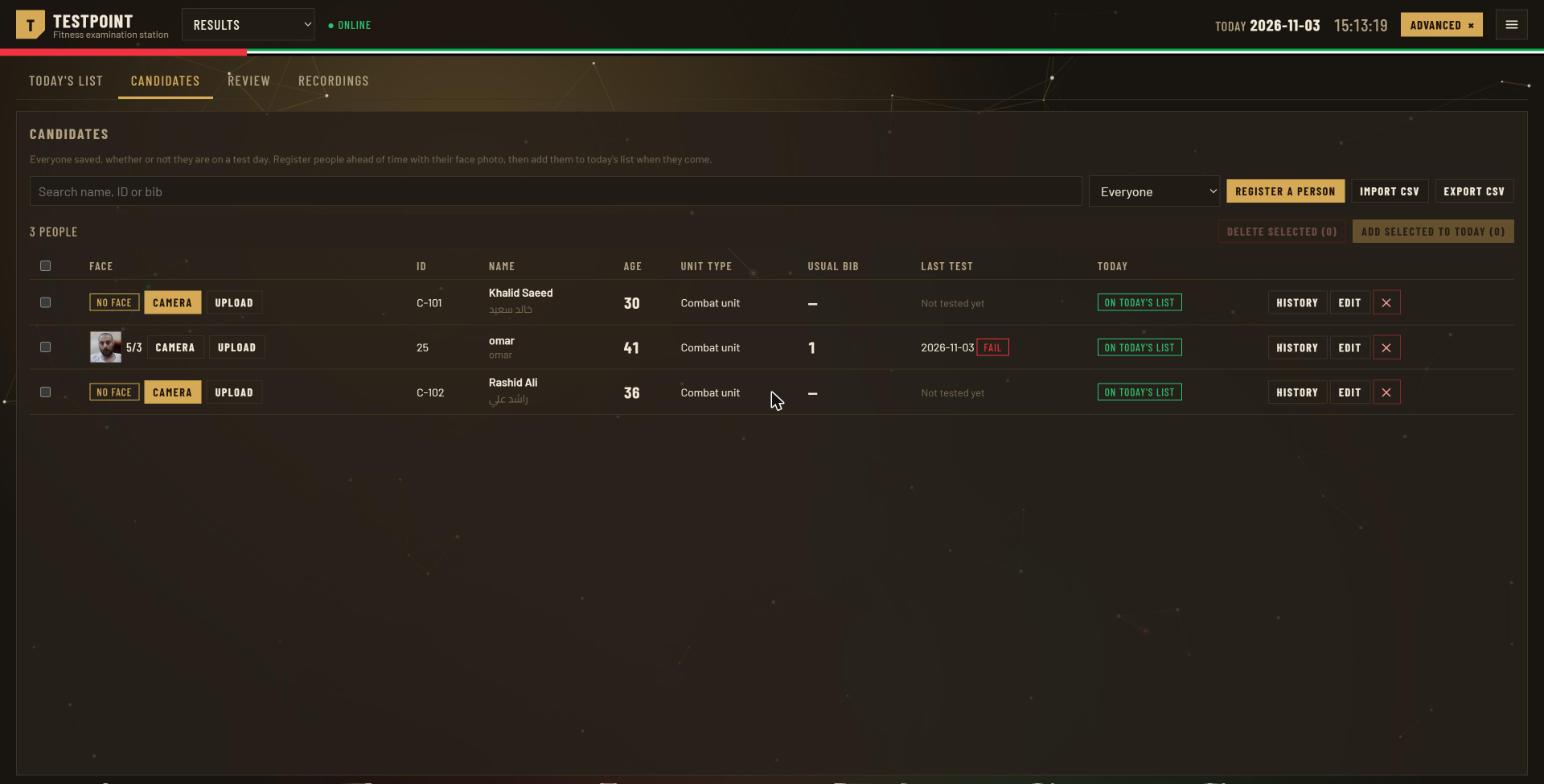 T TESTPOINT
Fitness examination station
RESULTS
ONLINE
TODAY 2026-11-03 15:13:19 ADVANCED ×
TODAY'S LIST CANDIDATES REVIEW RECORDINGS
CANDIDATES
Everyone saved, whether or not they are on a test day. Register people ahead of time with their face photo, then add them to today's list when they come.
Search name, ID or bib Everyone REGISTER A PERSON IMPORT CSV EXPORT CSV
3 PEOPLE DELETE SELECTED (0) ADD SELECTED TO TODAY (0)
FACE ID NAME AGE UNIT TYPE USUAL BIB LAST TEST TODAY
NO FACE CAMERA UPLOAD C-101 Khalid Saeed 30 Combat unit — Not tested yet ON TODAY'S LIST HISTORY EDIT ×
خالد سعيد
5/3 CAMERA UPLOAD 25 omar 41 Combat unit 1 2026-11-03 FAIL ON TODAY'S LIST HISTORY EDIT ×
omar
NO FACE CAMERA UPLOAD C-102 Rashid Ali 36 Combat unit — Not tested yet ON TODAY'S LIST HISTORY EDIT ×
راشد علي